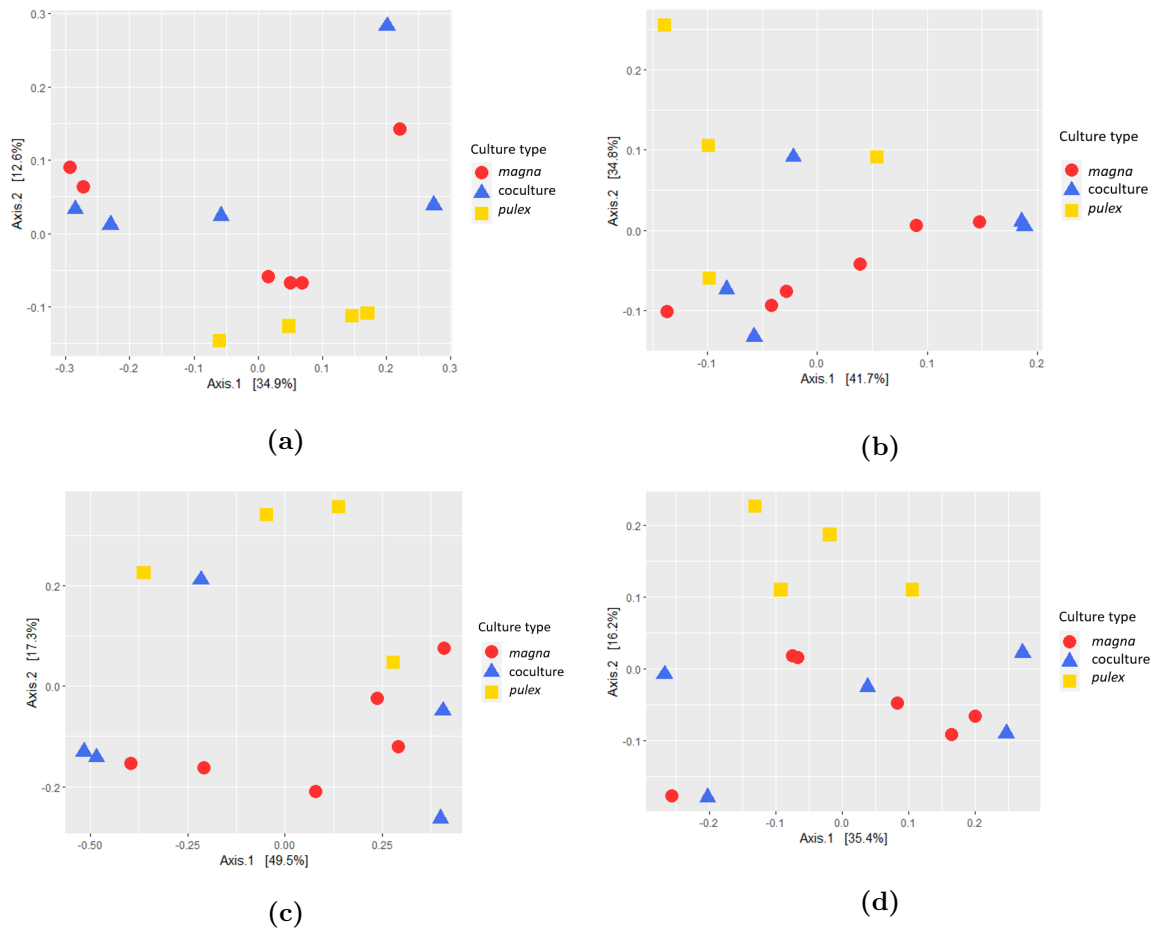 0.3
0.2
0.1
0.0
-0.1
Axis.2 [12.6%]
-0.3 -0.2 -0.1 0.0 0.1 0.2 0.3
Axis.1 [34.9%]
Culture type
magna
coculture
pulex
(a)
0.2
0.1
0.0
-0.1
Axis.2 [34.8%]
-0.1 0.0 0.1 0.2
Axis.1 [41.7%]
Culture type
magna
coculture
pulex
(b)
0.2
0.0
-0.2
Axis.2 [17.3%]
-0.50 -0.25 0.00 0.25
Axis.1 [49.5%]
Culture type
magna
coculture
pulex
(c)
0.2
0.1
0.0
-0.1
Axis.2 [16.2%]
-0.2 -0.1 0.0 0.1 0.2
Axis.1 [35.4%]
Culture type
magna
coculture
pulex
(d)